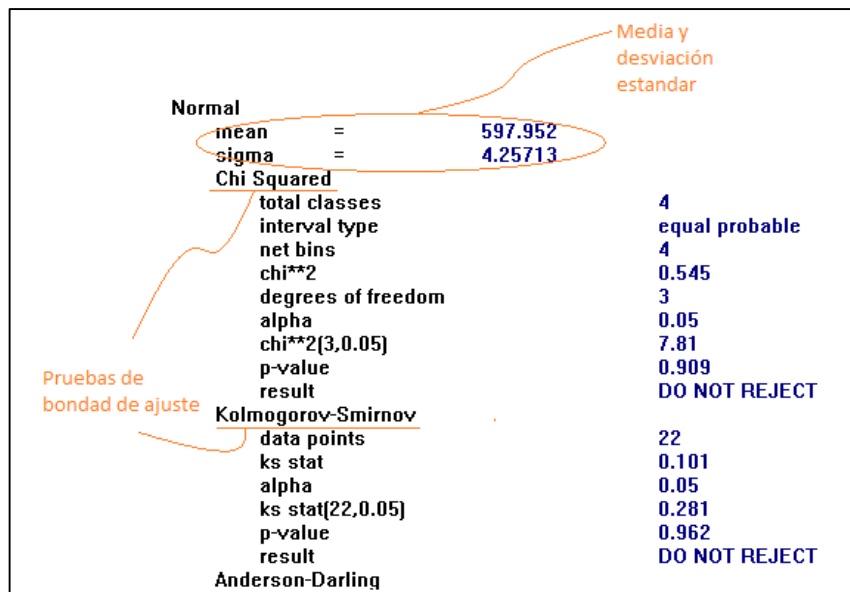 Media y
desviación
estandar
Normal
mean = 597.952
sigma = 4.25713
Chi Squared
total classes 4
interval type equal probable
net bins 4
chi**2 0.545
degrees of freedom 3
alpha 0.05
chi**2(3,0.05) 7.81
p-value 0.909
result DO NOT REJECT
Pruebas de
bondad de ajuste
Kolmogorov-Smirnov
data points 22
ks stat 0.101
alpha 0.05
ks stat(22,0.05) 0.281
p-value 0.962
result DO NOT REJECT
Anderson-Darling